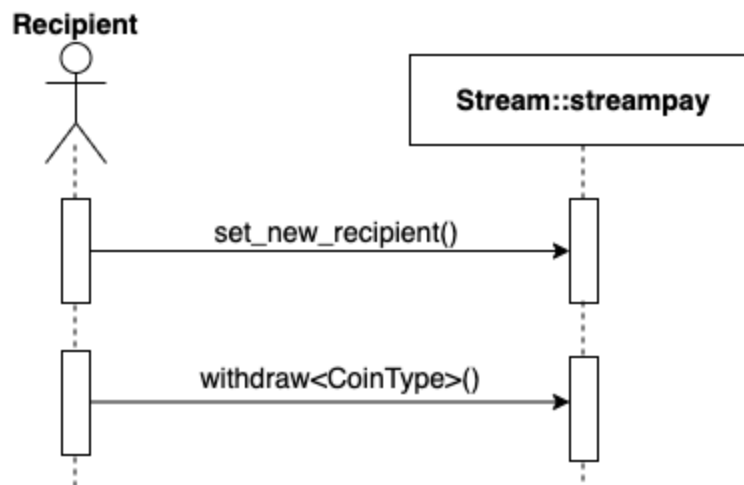 Recipient
Stream::streampay
set_new_recipient()
withdraw<CoinType>()